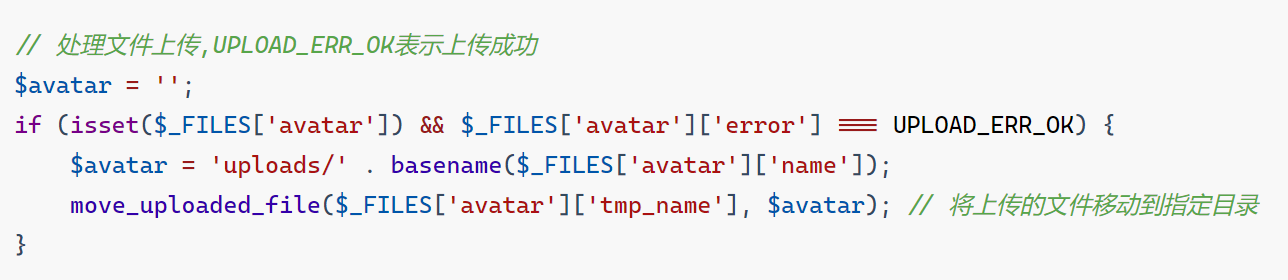 // 处理文件上传,UPLOAD_ERR_OK表示上传成功
$avatar = '';
if (isset($_FILES['avatar']) && $_FILES['avatar']['error'] === UPLOAD_ERR_OK) {
    $avatar = 'uploads/' . basename($_FILES['avatar']['name']);
    move_uploaded_file($_FILES['avatar']['tmp_name'], $avatar); // 将上传的文件移动到指定目录
}